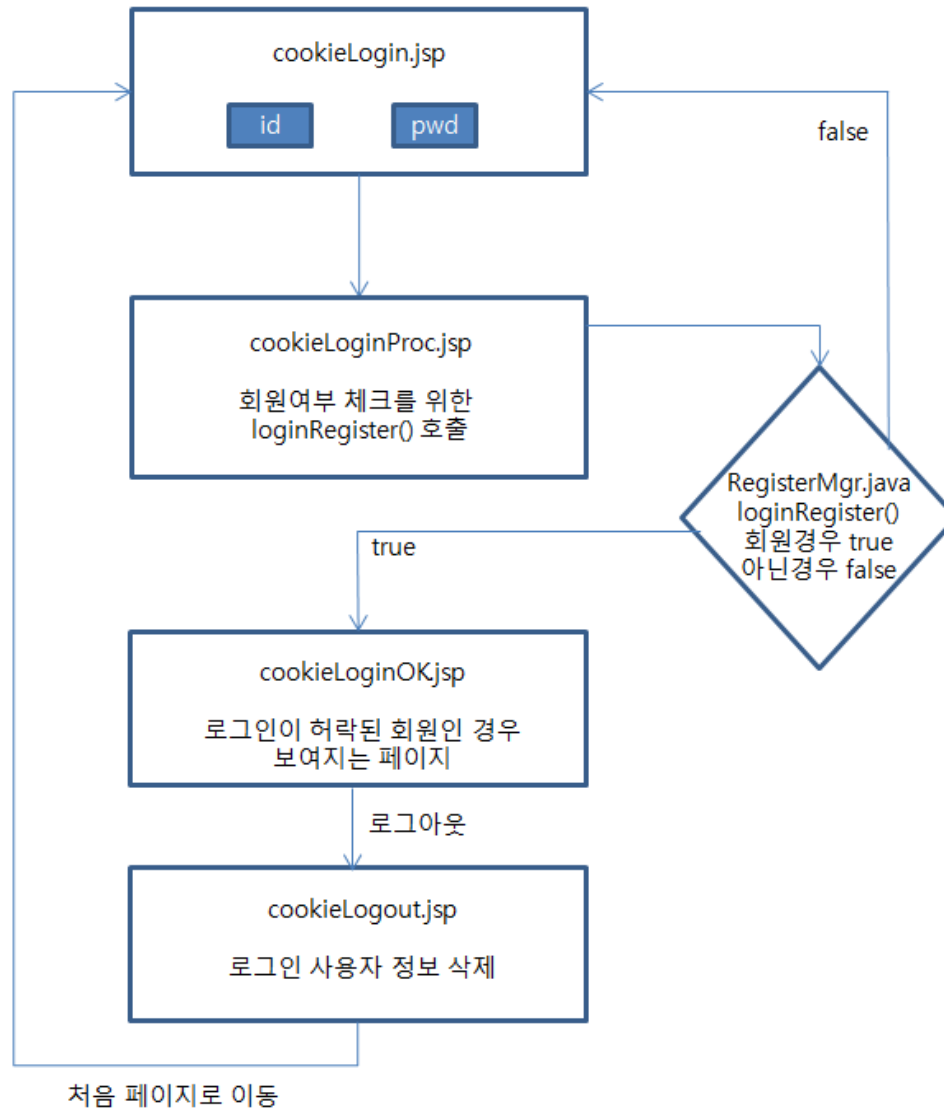 cookieLogin.jsp
id
pwd
false
cookieLoginProc.jsp
회원여부 체크를 위한
loginRegister() 호출
RegisterMgr.java
loginRegister()
회원경우 true
아닌경우 false
true
cookieLoginOK.jsp
로그인이 허락된 회원인 경우
보여지는 페이지
로그아웃
cookieLogout.jsp
로그인 사용자 정보 삭제
처음 페이지로 이동